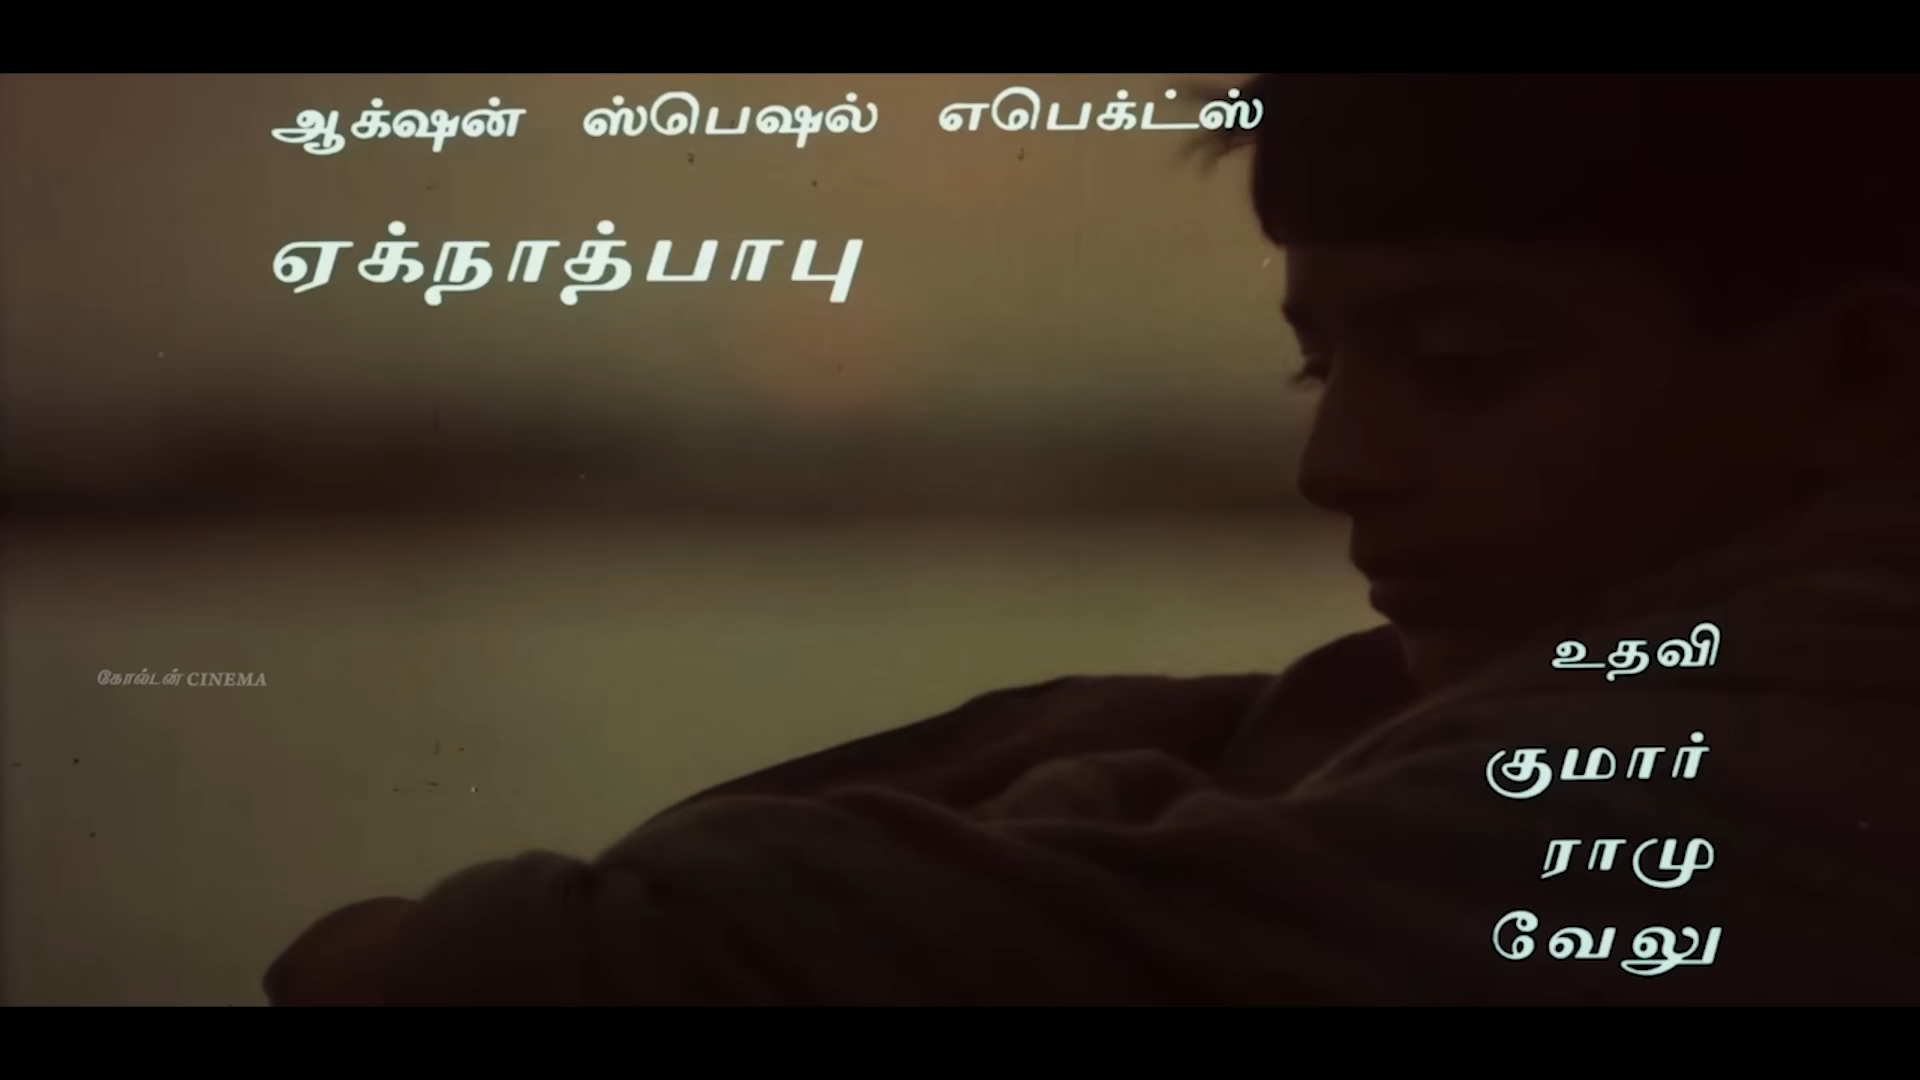 ஆக்ஷன் ஸ்பெஷல் எபெக்ட்ஸ்
ஏக்நாத்பாபு
கோல்டன் CINEMA
உதவி
குமார்
ராமு
வேலு